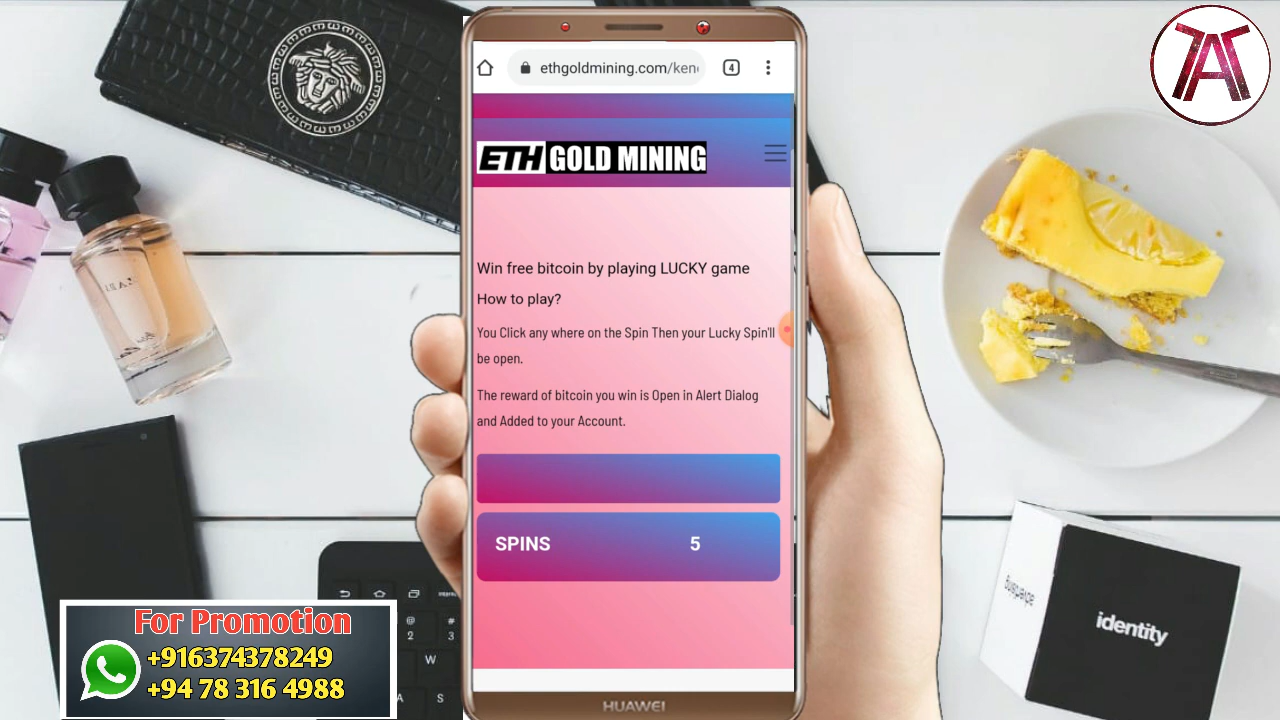 ethgoldmining.com/ken
4
ETH GOLD MINING
Win free bitcoin by playing LUCKY game
How to play?
You Click any where on the Spin Then your Lucky Spin'll
be open.
The reward of bitcoin you win is Open in Alert Dialog
and Added to your Account.
SPINS 5
HUAWEI
For Promotion
+916374378249
+94 78 316 4988
@ #
2 3
W
A S
identity